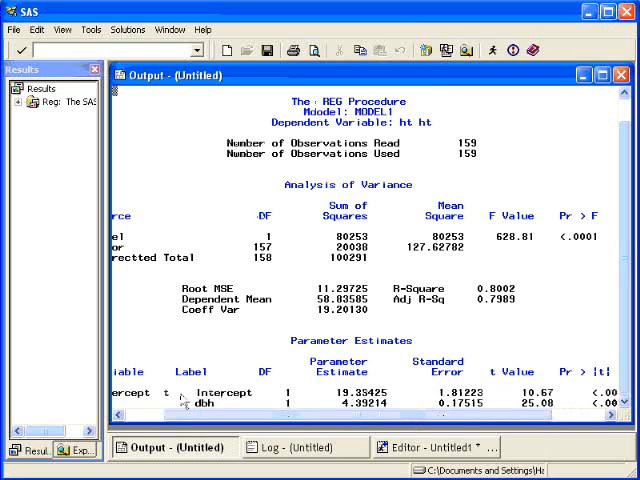 SAS
File Edit View Tools Solutions Window Help
Results
Results
Reg: The SAS
Output - (Untitled)
The REG Procedure
Mdodel: MODEL1
Dependent Variable: ht ht
Number of Observations Read 159
Number of Observations Used 159
Analysis of Variance
Sum of Mean
rce DF Squares Square F Value Pr > F
el 1 80253 80253 628.81 <.0001
or 157 20038 127.62782
rectted Total 158 100291
Root MSE 11.29725 R-Square 0.8002
Dependent Mean 58.83585 Adj R-Sq 0.7989
Coeff Var 19.20130
Parameter Estimates
Parameter Standard
iable Label DF Estimate Error t Value Pr > |t|
ercept t Intercept 1 19.35425 1.81223 10.67 <.00
dbh 1 4.39214 0.17515 25.08 <.00
Resul... Exp... Output - (Untitled) Log - (Untitled) Editor - Untitled1 * ...
C:\Documents and Settings\Ha